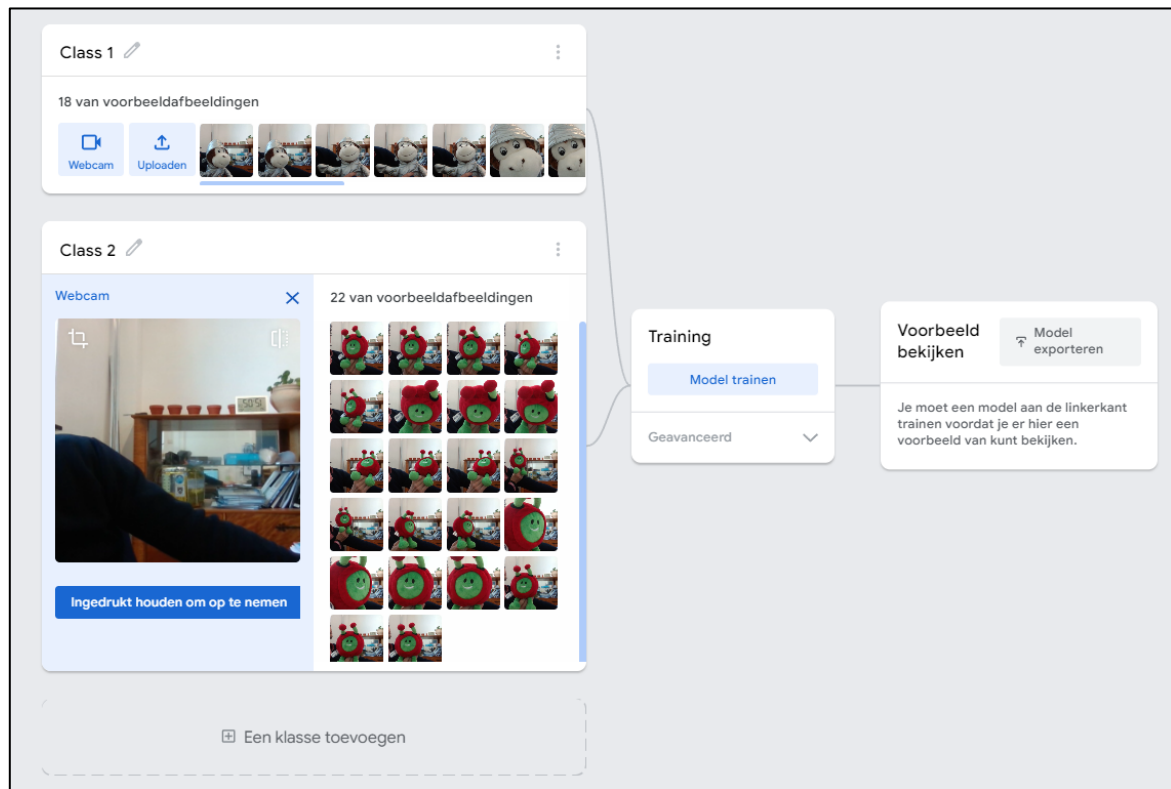 Class 1
18 van voorbeeldafbeeldingen
Webcam
Uploaden
Class 2
Webcam
22 van voorbeeldafbeeldingen
Ingedrukt houden om op te nemen
Een klasse toevoegen
Training
Model trainen
Geavanceerd
Voorbeeld
bekijken
Model
exporteren
Je moet een model aan de linkerkant
trainen voordat je er hier een
voorbeeld van kunt bekijken.